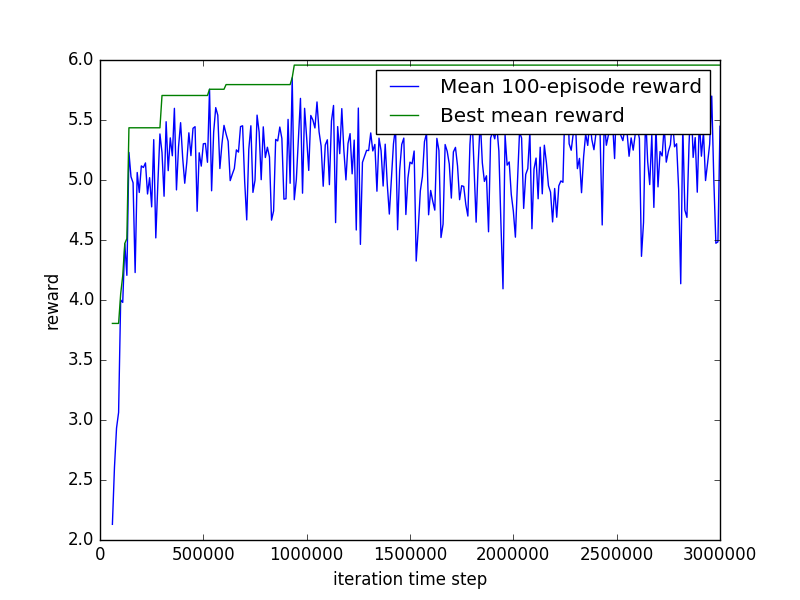 6.0
5.5
5.0
4.5
4.0
3.5
3.0
2.5
2.0
reward
Mean 100-episode reward
Best mean reward
0 500000 1000000 1500000 2000000 2500000 3000000
iteration time step